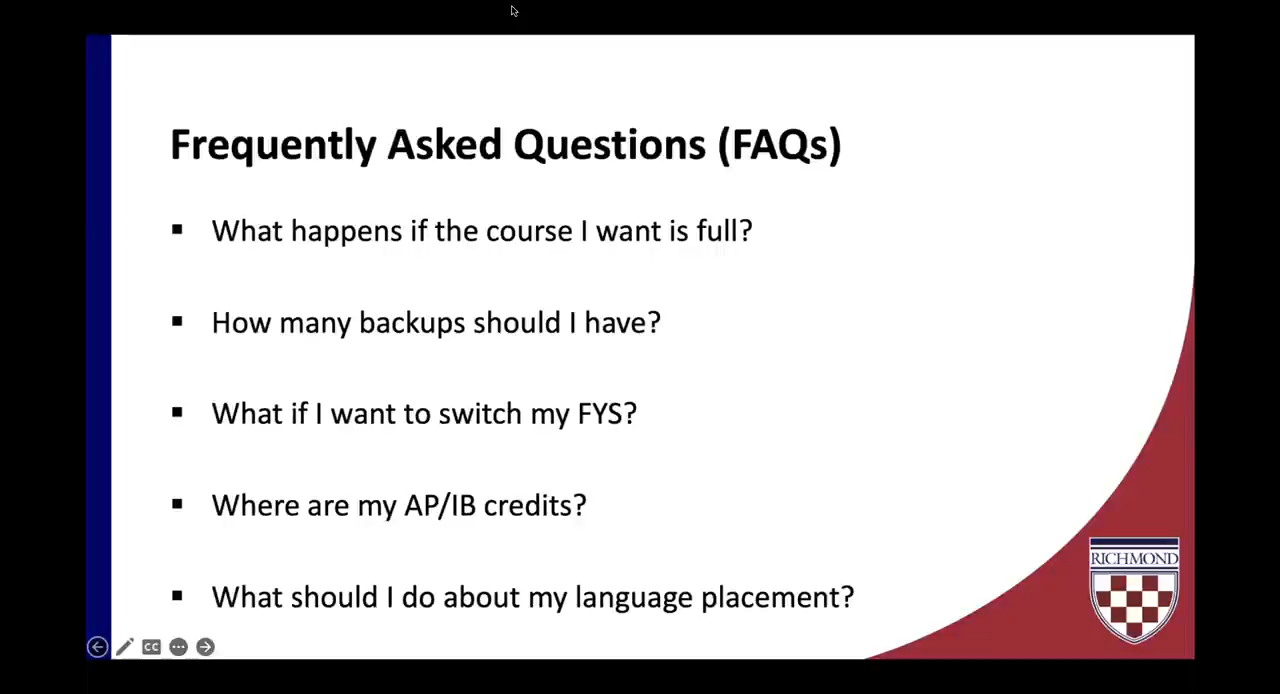 Frequently Asked Questions (FAQs)
▪ What happens if the course I want is full?
▪ How many backups should I have?
▪ What if I want to switch my FYS?
▪ Where are my AP/IB credits?
RICHMOND
▪ What should I do about my language placement?
CC